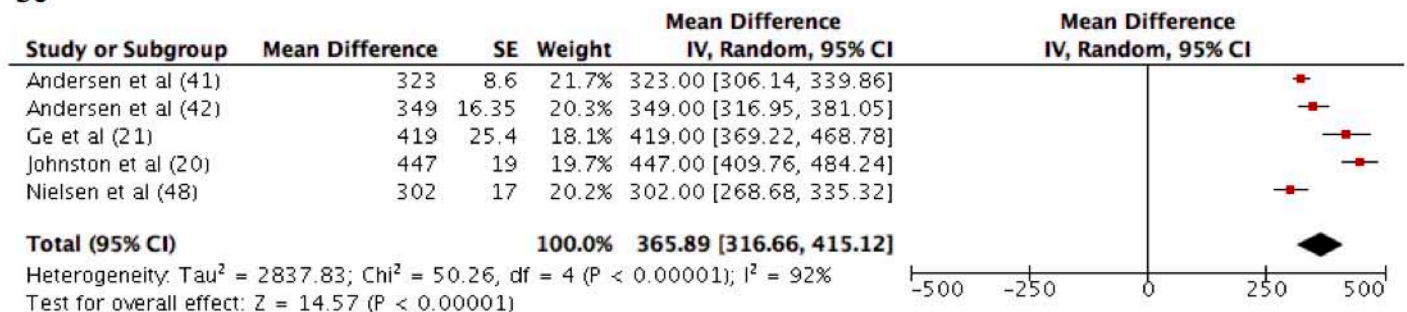 Mean Difference Mean Difference
Study or Subgroup Mean Difference SE Weight IV, Random, 95% CI IV, Random, 95% CI
Andersen et al (41) 323 8.6 21.7% 323.00 [306.14, 339.86]
Andersen et al (42) 349 16.35 20.3% 349.00 [316.95, 381.05]
Ge et al (21) 419 25.4 18.1% 419.00 [369.22, 468.78]
Johnston et al (20) 447 19 19.7% 447.00 [409.76, 484.24]
Nielsen et al (48) 302 17 20.2% 302.00 [268.68, 335.32]
Total (95% CI) 100.0% 365.89 [316.66, 415.12]
Heterogeneity: Tau² = 2837.83; Chi² = 50.26, df = 4 (P < 0.00001); I² = 92%
Test for overall effect: Z = 14.57 (P < 0.00001)
-500 -250 0 250 500